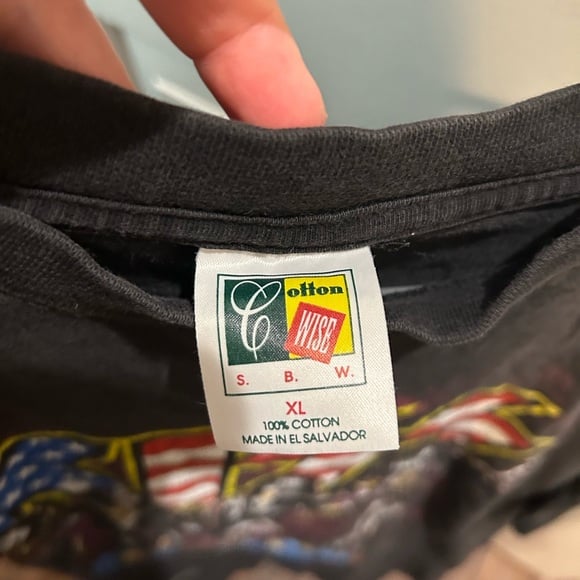 Cotton
WISE
S. B. W.
XL
100% COTTON
MADE IN EL SALVADOR